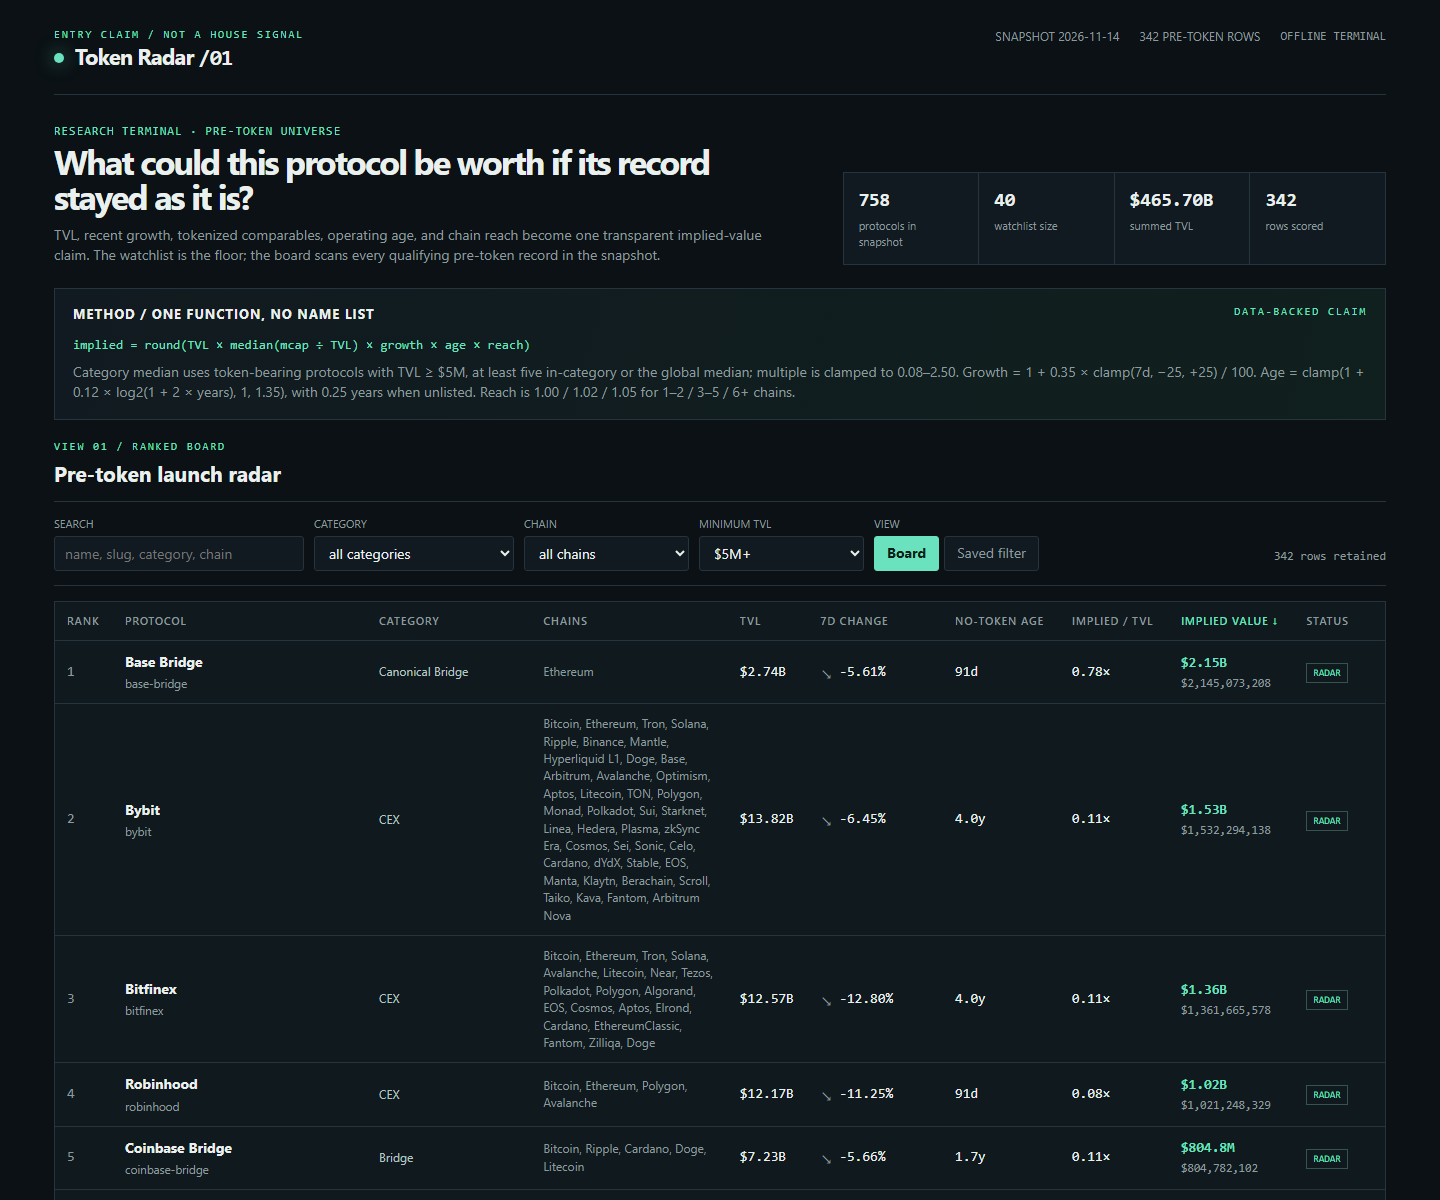 ENTRY CLAIM / NOT A HOUSE SIGNAL
Token Radar /01
SNAPSHOT 2026-11-14 342 PRE-TOKEN ROWS OFFLINE TERMINAL
RESEARCH TERMINAL · PRE-TOKEN UNIVERSE
What could this protocol be worth if its record
stayed as it is?
TVL, recent growth, tokenized comparables, operating age, and chain reach become one transparent implied-value
claim. The watchlist is the floor; the board scans every qualifying pre-token record in the snapshot.
758
protocols in
snapshot
40
watchlist size
$465.70B
summed TVL
342
rows scored
METHOD / ONE FUNCTION, NO NAME LIST
DATA-BACKED CLAIM
implied = round(TVL × median(mcap ÷ TVL) × growth × age × reach)
Category median uses token-bearing protocols with TVL ≥ $5M, at least five in-category or the global median; multiple is clamped to 0.08–2.50. Growth = 1 + 0.35 × clamp(7d, −25, +25) / 100. Age = clamp(1 +
0.12 × log2(1 + 2 × years), 1, 1.35), with 0.25 years when unlisted. Reach is 1.00 / 1.02 / 1.05 for 1–2 / 3–5 / 6+ chains.
VIEW 01 / RANKED BOARD
Pre-token launch radar
SEARCH CATEGORY CHAIN MINIMUM TVL VIEW
name, slug, category, chain all categories all chains $5M+ Board Saved filter 342 rows retained
RANK PROTOCOL CATEGORY CHAINS TVL 7D CHANGE NO-TOKEN AGE IMPLIED / TVL IMPLIED VALUE ↓ STATUS
1
Base Bridge
base-bridge
Canonical Bridge
Ethereum
$2.74B
↘ -5.61%
91d
0.78×
$2.15B
$2,145,073,208
RADAR
2
Bybit
bybit
CEX
Bitcoin, Ethereum, Tron, Solana,
Ripple, Binance, Mantle,
Hyperliquid L1, Doge, Base,
Arbitrum, Avalanche, Optimism,
Aptos, Litecoin, TON, Polygon,
Monad, Polkadot, Sui, Starknet,
Linea, Hedera, Plasma, zkSync
Era, Cosmos, Sei, Sonic, Celo,
Cardano, dYdX, Stable, EOS,
Manta, Klaytn, Berachain, Scroll,
Taiko, Kava, Fantom, Arbitrum
Nova
$13.82B
↘ -6.45%
4.0y
0.11×
$1.53B
$1,532,294,138
RADAR
3
Bitfinex
bitfinex
CEX
Bitcoin, Ethereum, Tron, Solana,
Avalanche, Litecoin, Near, Tezos,
Polkadot, Polygon, Algorand,
EOS, Cosmos, Aptos, Elrond,
Cardano, EthereumClassic,
Fantom, Zilliqa, Doge
$12.57B
↘ -12.80%
4.0y
0.11×
$1.36B
$1,361,665,578
RADAR
4
Robinhood
robinhood
CEX
Bitcoin, Ethereum, Polygon,
Avalanche
$12.17B
↘ -11.25%
91d
0.08×
$1.02B
$1,021,248,329
RADAR
5
Coinbase Bridge
coinbase-bridge
Bridge
Bitcoin, Ripple, Cardano, Doge,
Litecoin
$7.23B
↘ -5.66%
1.7y
0.11×
$804.8M
$804,782,102
RADAR